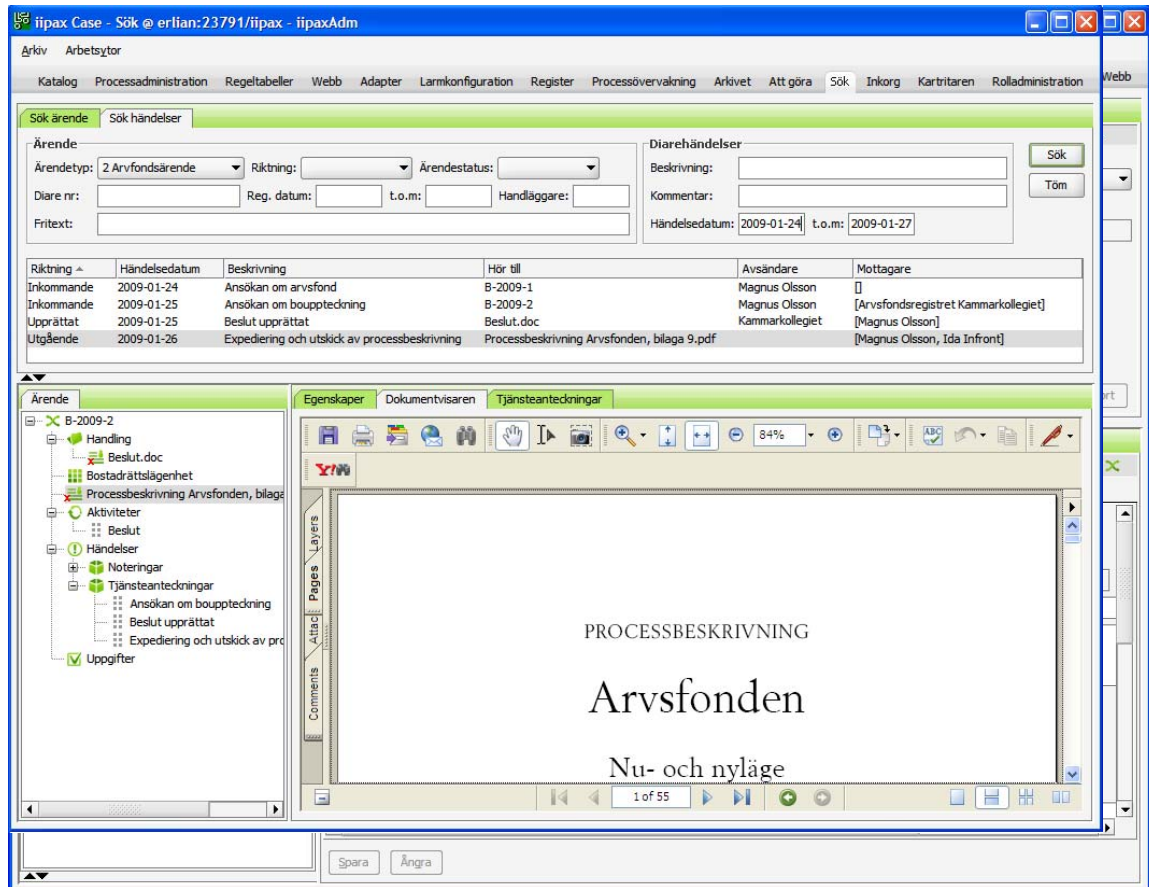 iipax Case - Sök @ erlian:23791/iipax - iipaxAdm
Arkiv Arbetsytor
Katalog Processadministration Regeltabeller Webb Adapter Larmkonfiguration Register Processövervakning Arkivet Att göra Sök Inkorg Kartritaren Rolladministration Webb
Sök ärende Sök händelser
Ärende Diarehändelser
Ärendetyp: 2 Arvfondsärende Riktning: Ärendestatus: Beskrivning: Sök
Diare nr: Reg. datum: t.o.m: Handläggare: Kommentar: Töm
Fritext: Händelsedatum: 2009-01-24 t.o.m: 2009-01-27
Riktning Händelsedatum Beskrivning Hör till Avsändare Mottagare
Inkommande 2009-01-24 Ansökan om arvsfond B-2009-1 Magnus Olsson []
Inkommande 2009-01-25 Ansökan om bouppteckning B-2009-2 Magnus Olsson [Arvsfondsregistret Kammarkollegiet]
Upprättat 2009-01-25 Beslut upprättat Beslut.doc Kammarkollegiet [Magnus Olsson]
Utgående 2009-01-26 Expediering och utskick av processbeskrivning Processbeskrivning Arvsfonden, bilaga 9.pdf [Magnus Olsson, Ida Infront]
Ärende
B-2009-2
Handling
Beslut.doc
Bostadrättslägenhet
Processbeskrivning Arvsfonden, bilaga
Aktiviteter
Beslut
Händelser
Noteringar
Tjänsteanteckningar
Ansökan om bouppteckning
Beslut upprättat
Expediering och utskick av pro
Uppgifter
Egenskaper Dokumentvisaren Tjänsteanteckningar
84%
ABC
Y!
Layers
Pages
Attac
Comments
PROCESSBESKRIVNING
Arvsfonden
Nu- och nyläge
1 of 55
Spara Ångra